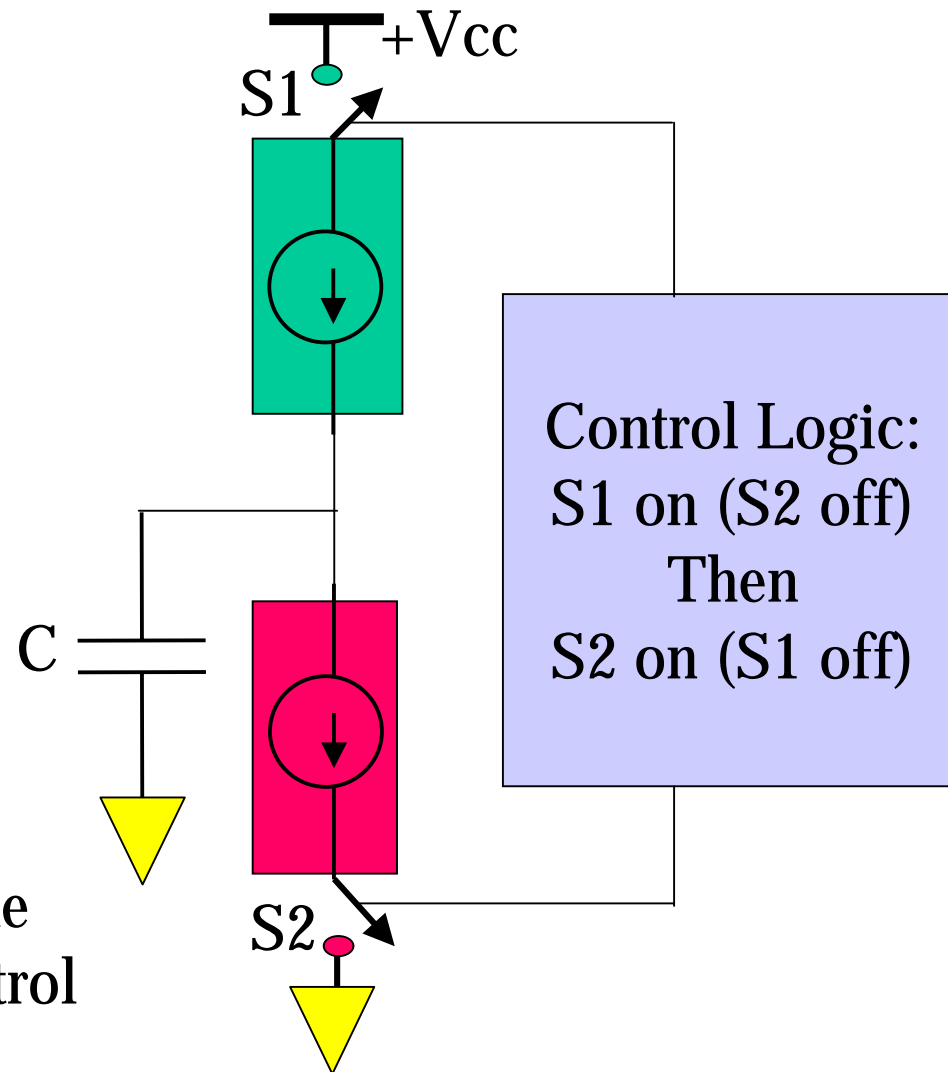 +Vcc
S1
Control Logic:
S1 on (S2 off)
Then
S2 on (S1 off)
C
S2